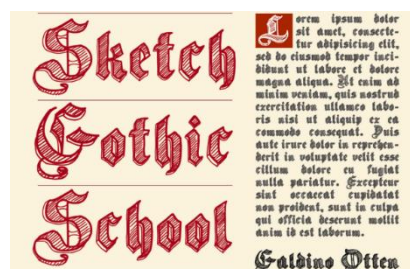 Sketch
Gothic
School
Lorem ipsum dolor
sit amet, consecte-
tur adipisicing elit,
sed do eiusmod tempor inci-
didunt ut labore et dolore
magna aliqua. Ut enim ad
minim veniam, quis nostrud
exercitation ullamco labo-
ris nisi ut aliquip ex ea
commodo consequat. Duis
aute irure dolor in reprehen-
derit in voluptate velit esse
cillum dolore eu fugiat
nulla pariatur. Excepteur
sint occaecat cupidatat
non proident, sunt in culpa
qui officia deserunt mollit
anim id est laborum.
Galdino Otten